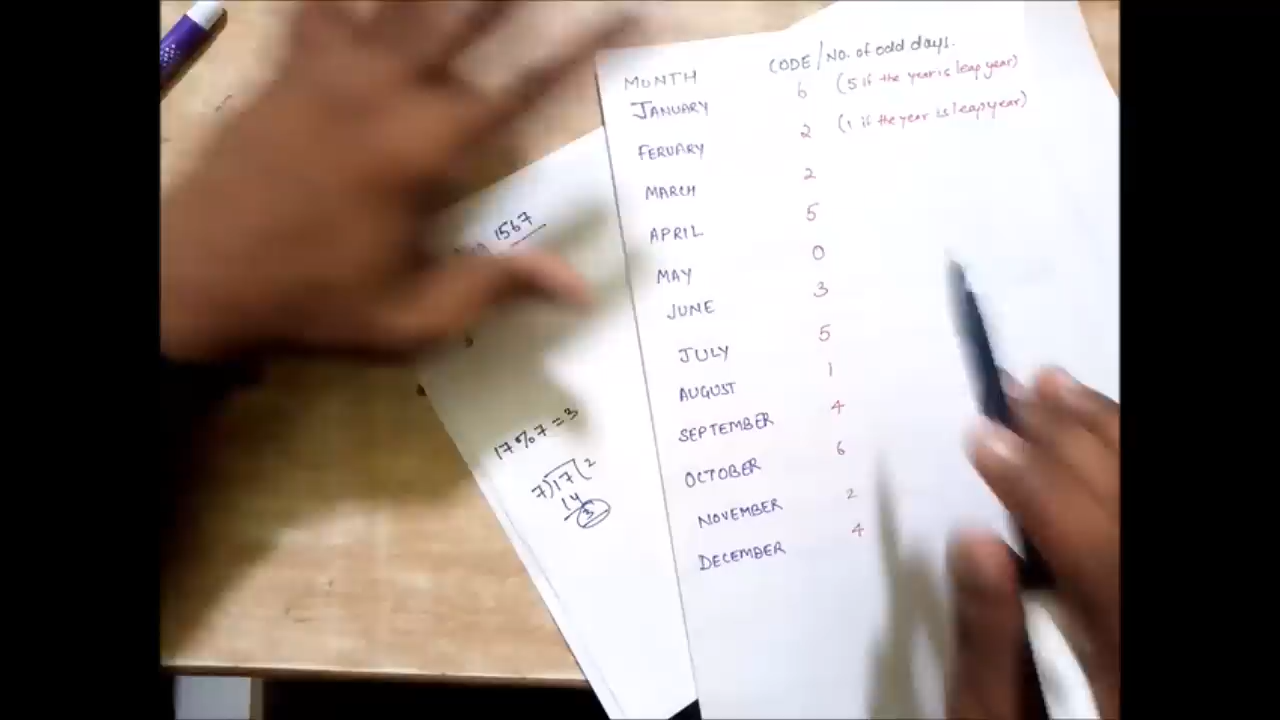 MONTH CODE/No. of odd days.
JANUARY 6 (5 if the year is leap year)
FERUARY 2 (1 if the year is leap year)
MARCH 2
APRIL 5
MAY 0
JUNE 3
JULY 5
AUGUST 1
SEPTEMBER 4
OCTOBER 6
NOVEMBER 2
DECEMBER 4
1567
17%7=3
7)17(2
14
3